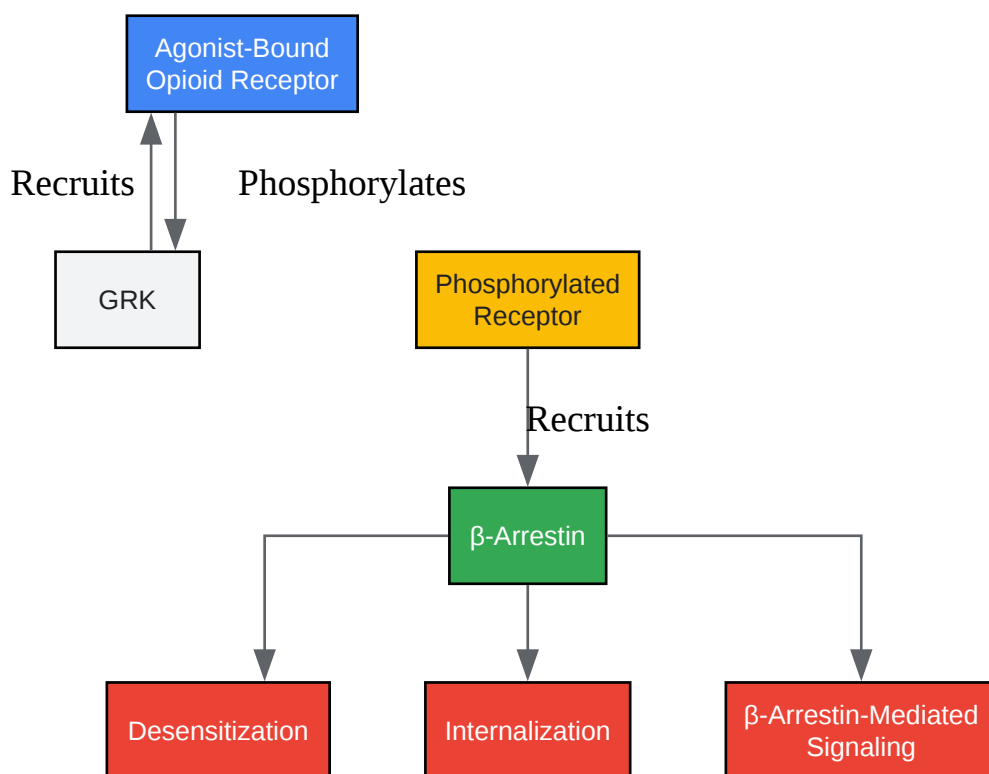 Agonist-Bound
Opioid Receptor
Recruits
Phosphorylates
GRK
Phosphorylated
Receptor
Recruits
β-Arrestin
Desensitization
Internalization
β-Arrestin-Mediated
Signaling